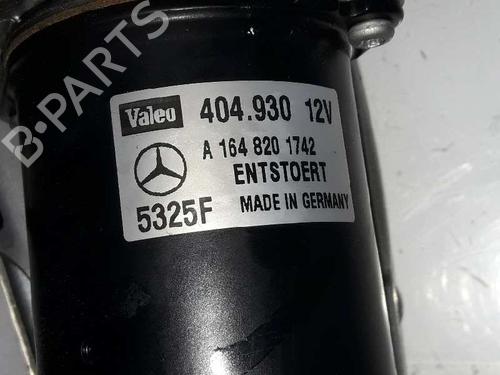 B-PARTS
Valeo 404.930 12V
A 164 820 1742
ENTSTOERT
5325F MADE IN GERMANY